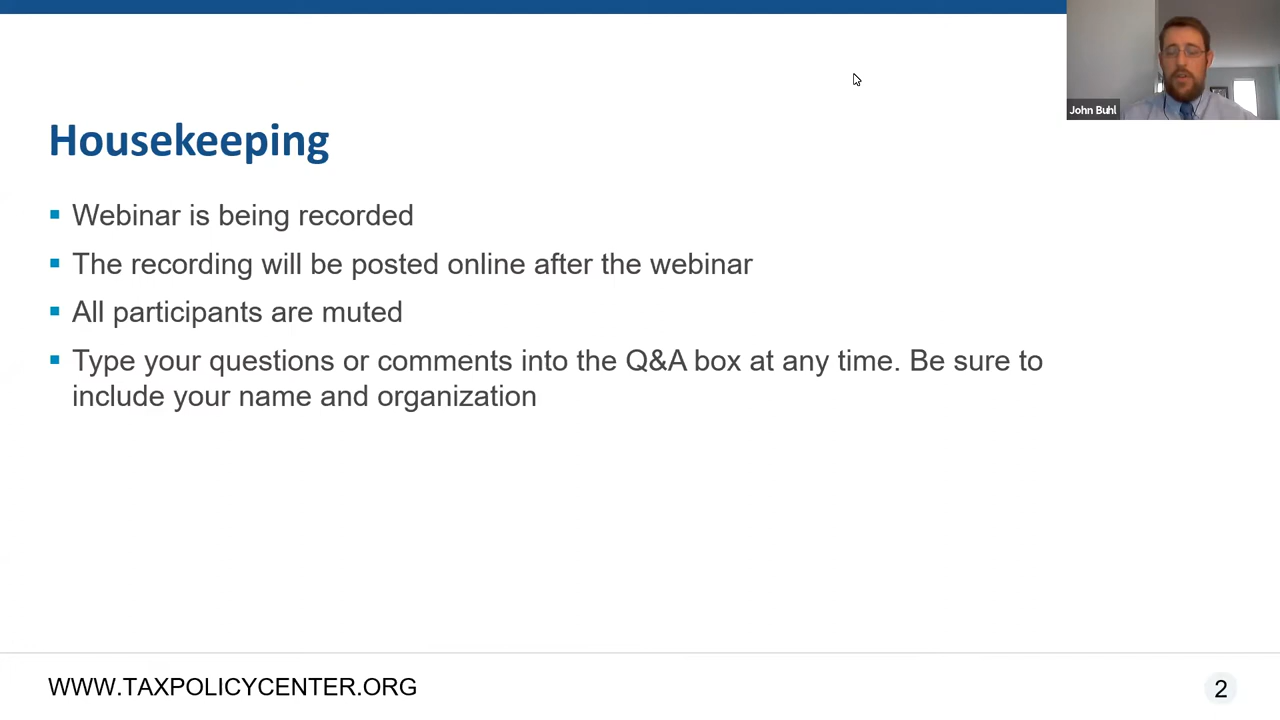 John Buhl
Housekeeping
Webinar is being recorded
The recording will be posted online after the webinar
All participants are muted
Type your questions or comments into the Q&A box at any time. Be sure to
include your name and organization
WWW.TAXPOLICYCENTER.ORG
2